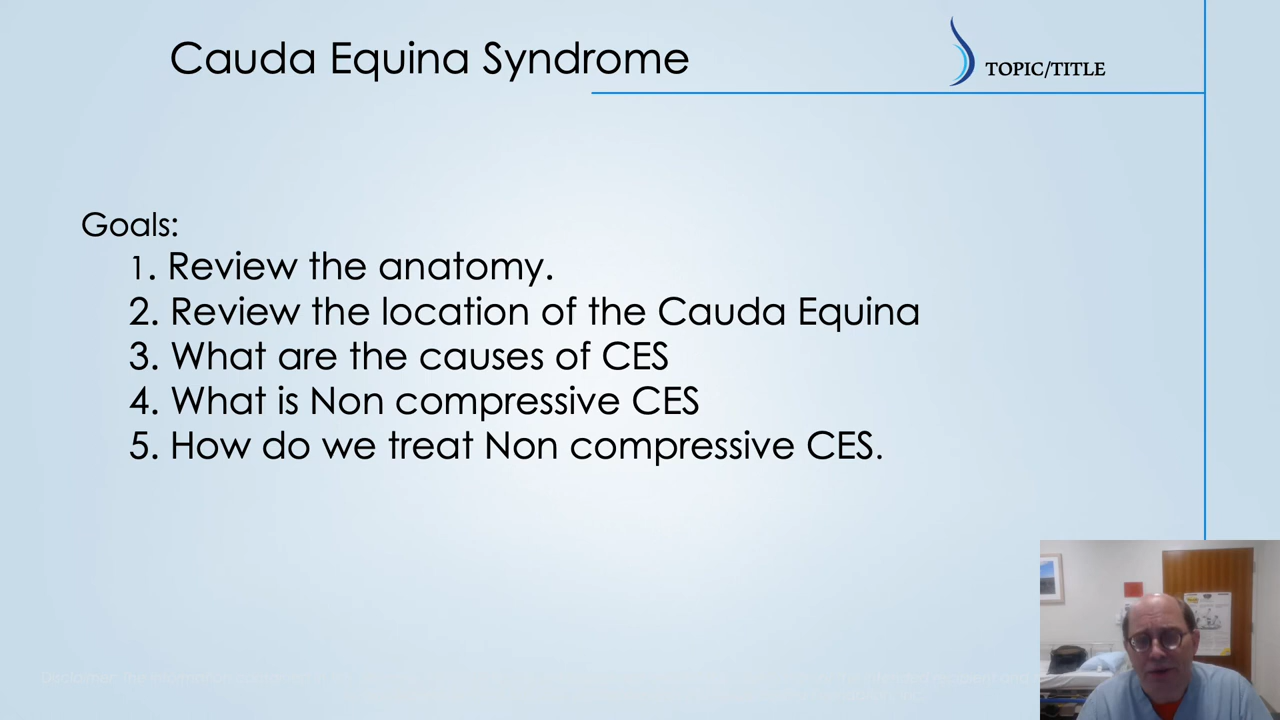 Cauda Equina Syndrome
TOPIC/TITLE
Goals:
1. Review the anatomy.
2. Review the location of the Cauda Equina
3. What are the causes of CES
4. What is Non compressive CES
5. How do we treat Non compressive CES.